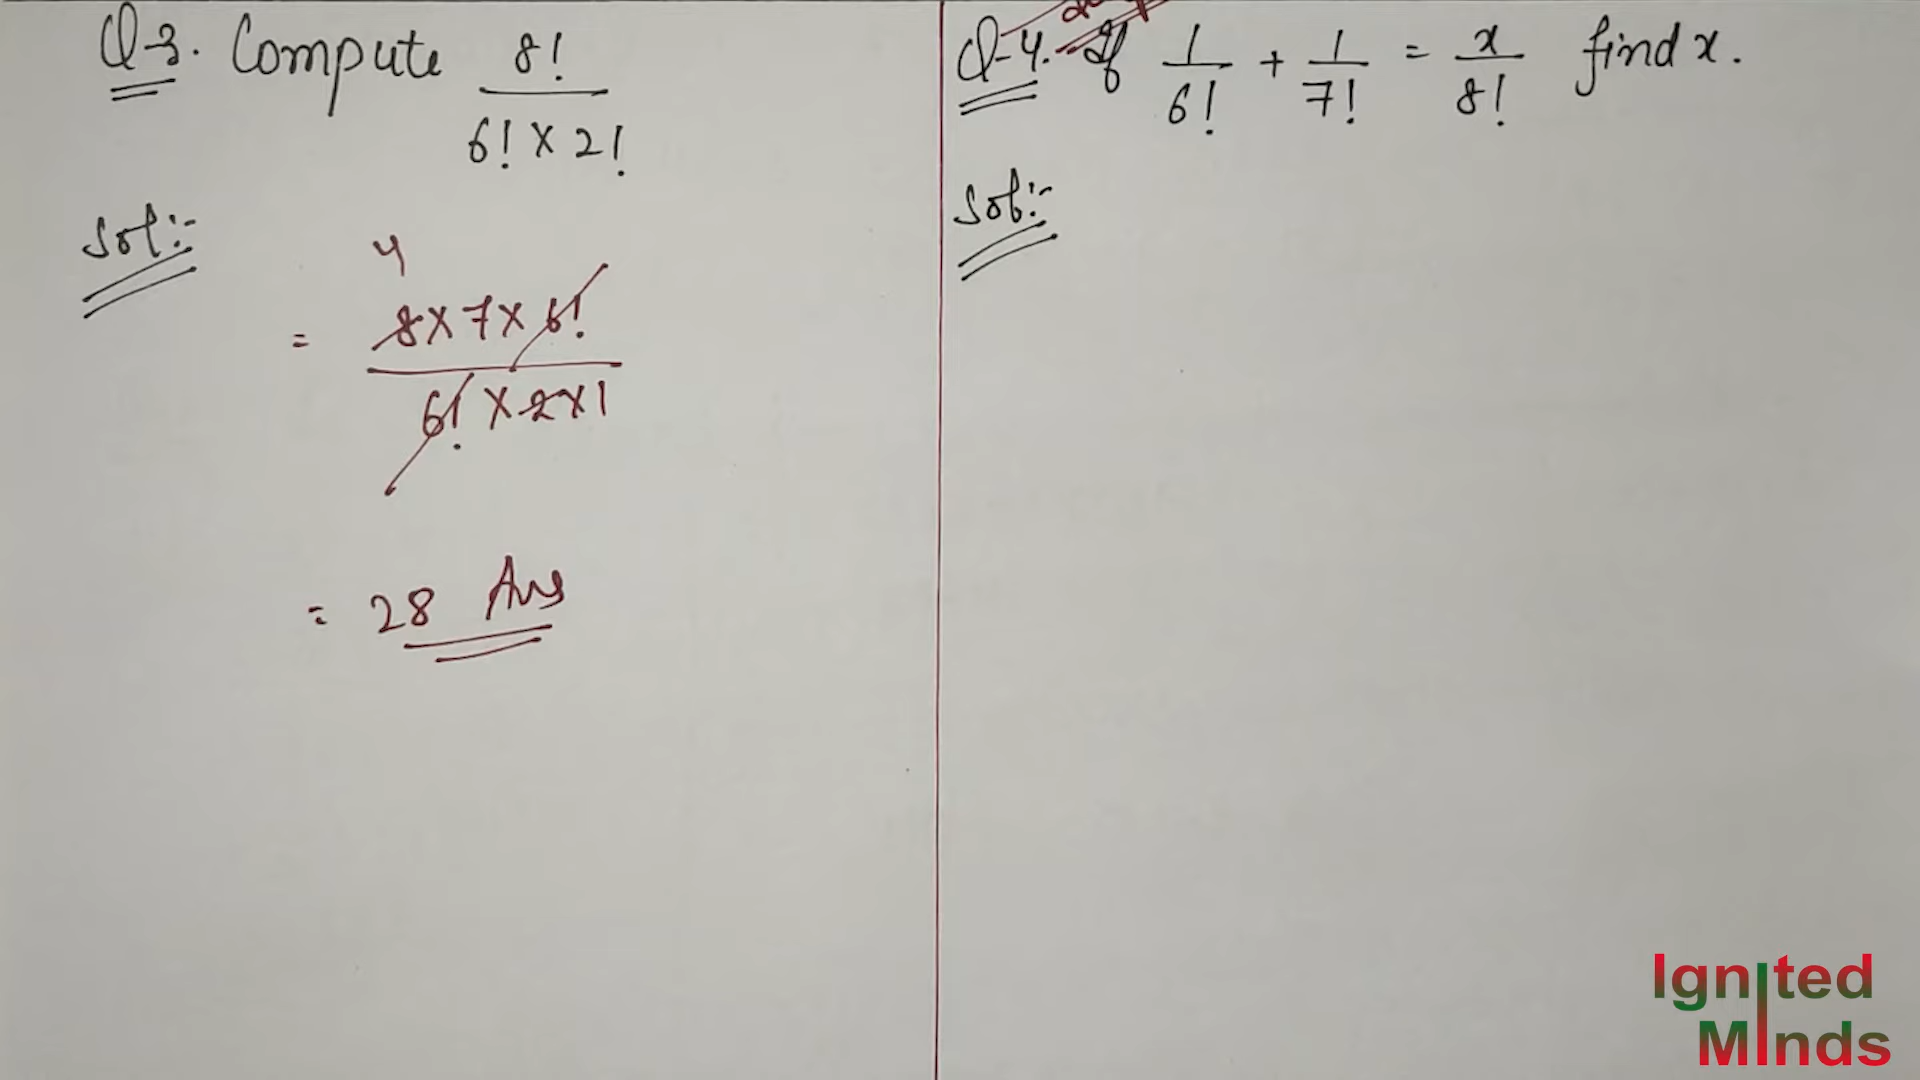 Q-3. Compute 8!
6! X 2!
Sol:-
4
= 8 X 7 X 6!
6! X 2 X 1
= 28 Ans
Q-4. If 1/6! + 1/7! = x/8! find x.
Sol:-
Ignited
Minds